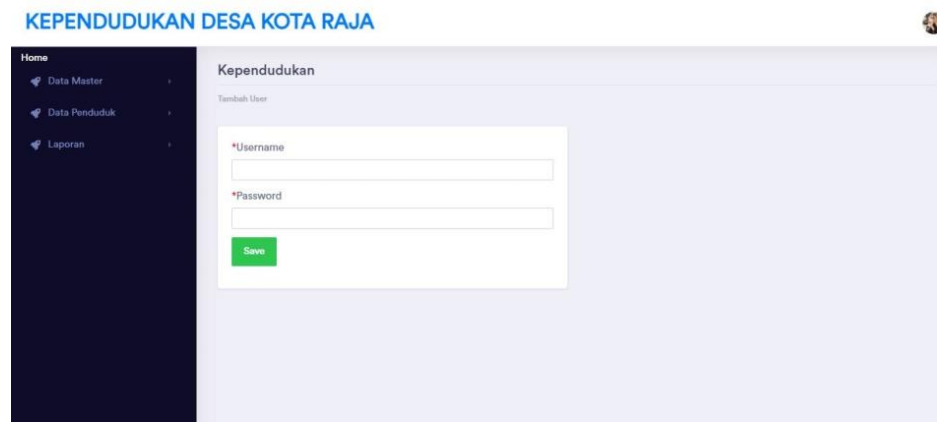 KEPENDUDUKAN DESA KOTA RAJA
Home
Data Master
Data Penduduk
Laporan
Kependudukan
Tambah User
*Username
*Password
Save